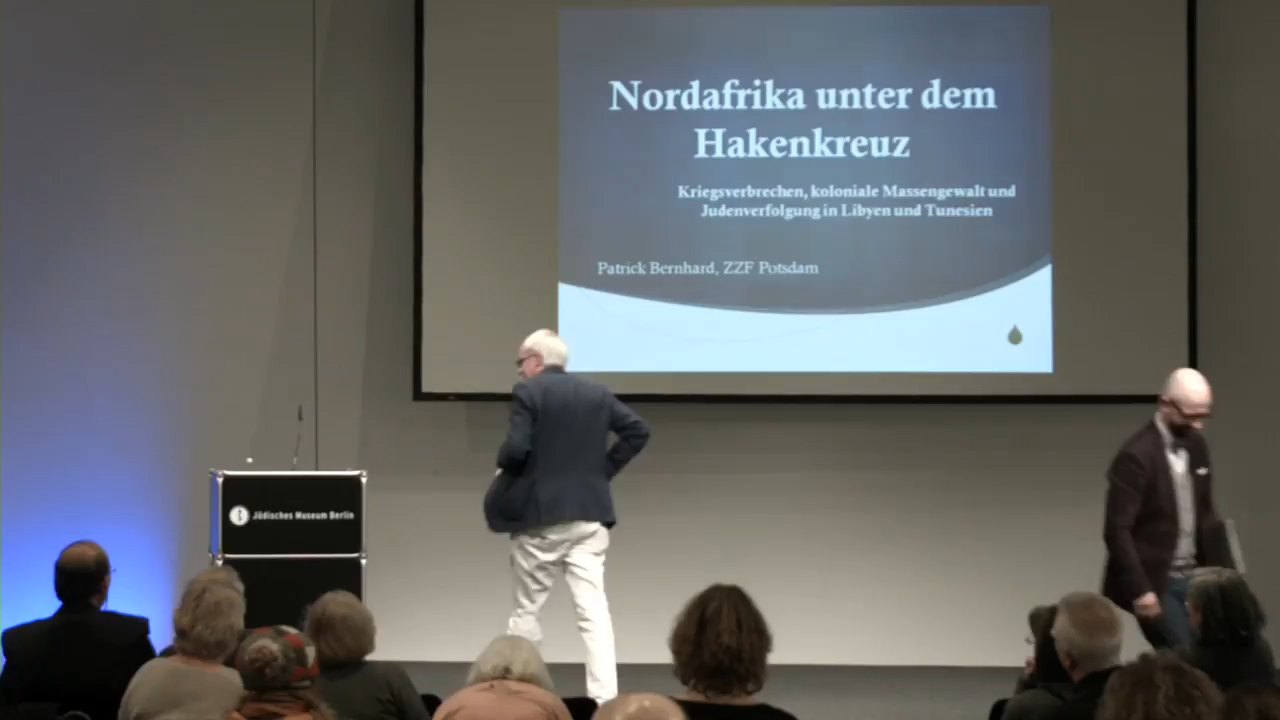 Nordafrika unter dem
Hakenkreuz
Kriegsverbrechen, koloniale Massengewalt und
Judenverfolgung in Libyen und Tunesien
Patrick Bernhard, ZZF Potsdam
Jüdisches Museum Berlin